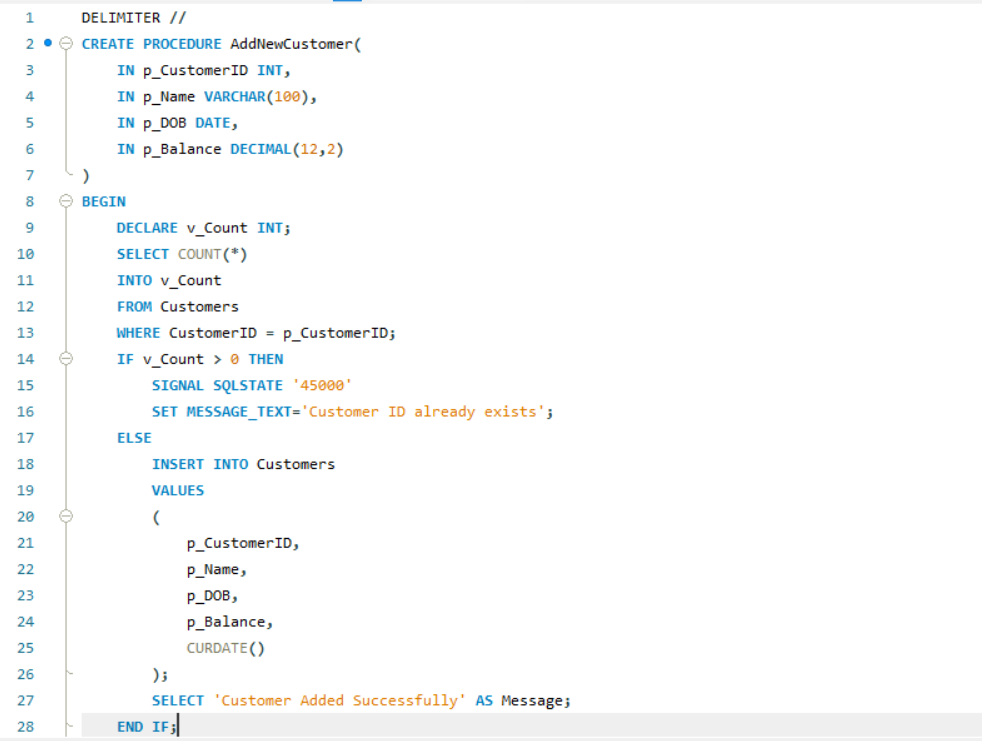 1 DELIMITER //
2 CREATE PROCEDURE AddNewCustomer(
3 IN p_CustomerID INT,
4 IN p_Name VARCHAR(100),
5 IN p_DOB DATE,
6 IN p_Balance DECIMAL(12,2)
7 )
8 BEGIN
9 DECLARE v_Count INT;
10 SELECT COUNT(*)
11 INTO v_Count
12 FROM Customers
13 WHERE CustomerID = p_CustomerID;
14 IF v_Count > 0 THEN
15 SIGNAL SQLSTATE '45000'
16 SET MESSAGE_TEXT='Customer ID already exists';
17 ELSE
18 INSERT INTO Customers
19 VALUES
20 (
21 p_CustomerID,
22 p_Name,
23 p_DOB,
24 p_Balance,
25 CURDATE()
26 );
27 SELECT 'Customer Added Successfully' AS Message;
28 END IF;